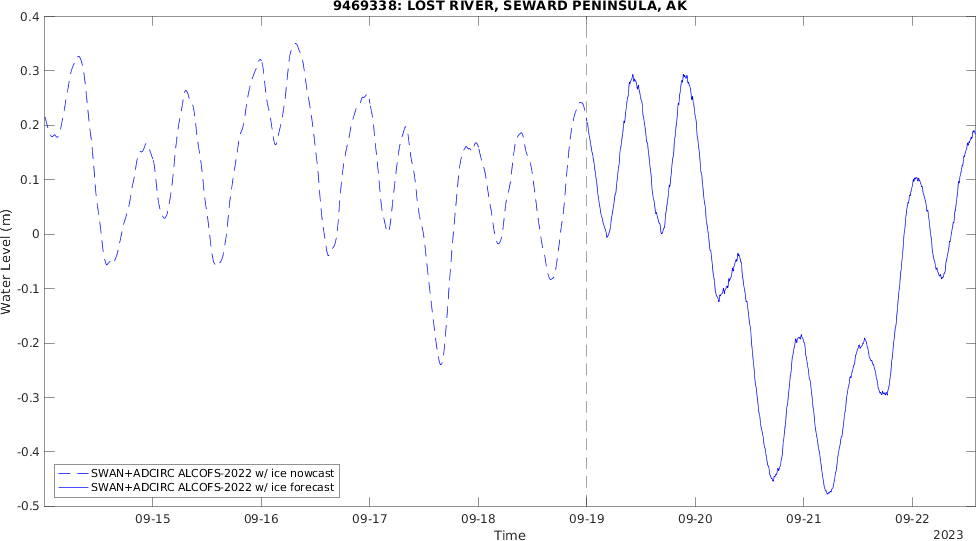 9469338: LOST RIVER, SEWARD PENINSULA, AK
0.4
0.3
0.2
0.1
0
-0.1
-0.2
-0.3
-0.4
-0.5
Water Level (m)
SWAN+ADCIRC ALCOFS-2022 w/ ice nowcast
SWAN+ADCIRC ALCOFS-2022 w/ ice forecast
09-15 09-16 09-17 09-18 09-19 09-20 09-21 09-22
Time
2023